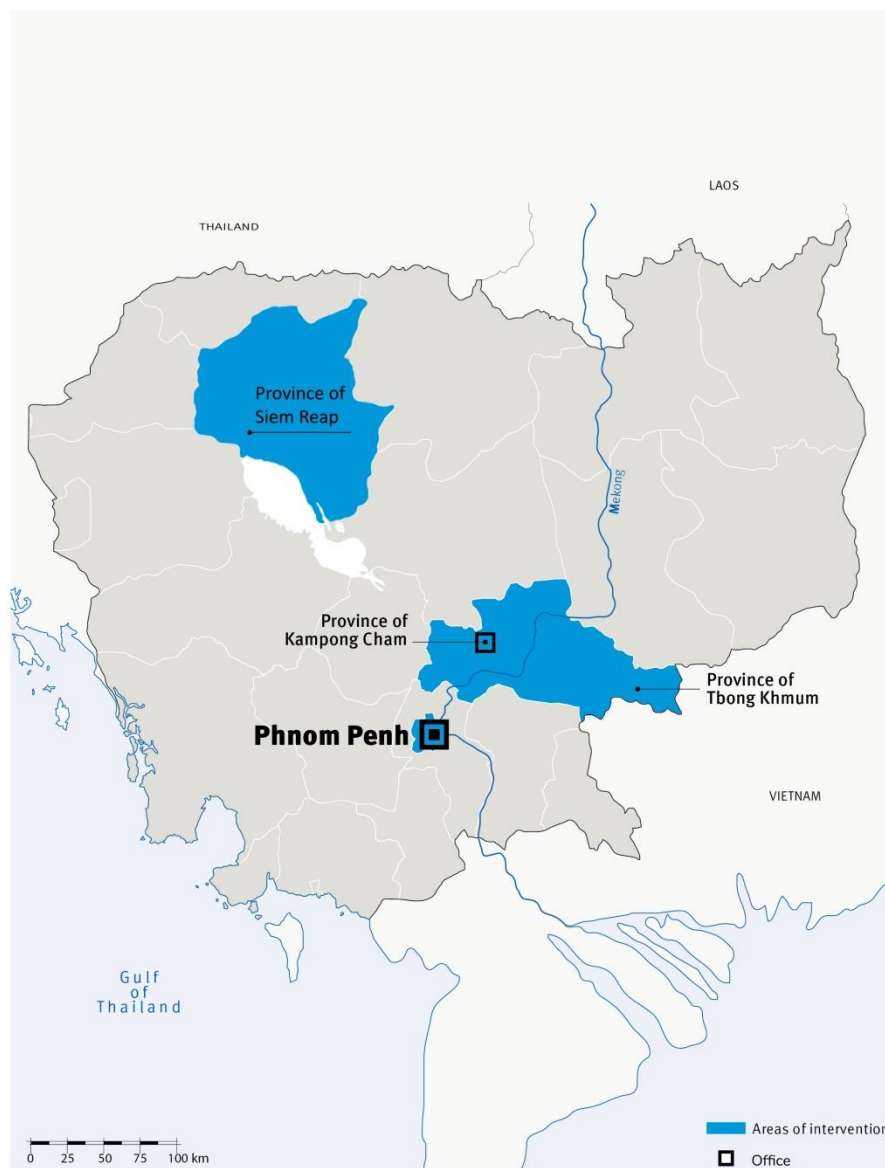 LAOS
THAILAND
Province of
Siem Reap
Mekong
Province of
Kampong Cham
Province of
Tbong Khmum
Phnom Penh
VIETNAM
Gulf
of
Thailand
0 25 50 75 100 km
Areas of intervention
Office